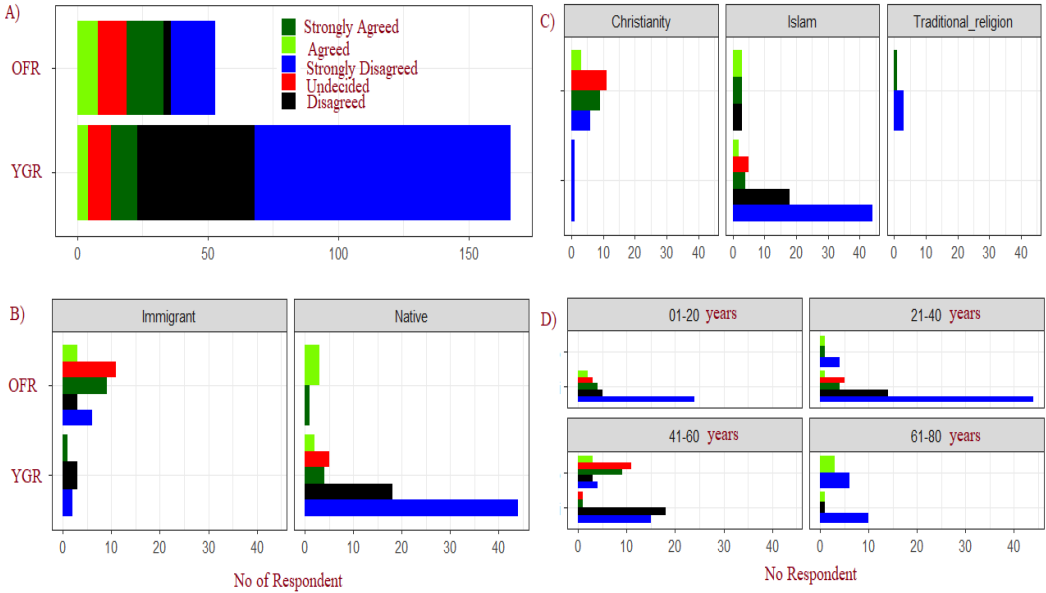 A)
OFR
YGR
Strongly Agreed
Agreed
Strongly Disagreed
Undecided
Disagreed
0 50 100 150
C)
Christianity Islam Traditional_religion
0 10 20 30 40 0 10 20 30 40 0 10 20 30 40
B)
Immigrant Native
OFR
YGR
0 10 20 30 40 0 10 20 30 40
No of Respondent
D)
01-20 years 21-40 years
41-60 years 61-80 years
0 10 20 30 40 0 10 20 30 40
No Respondent